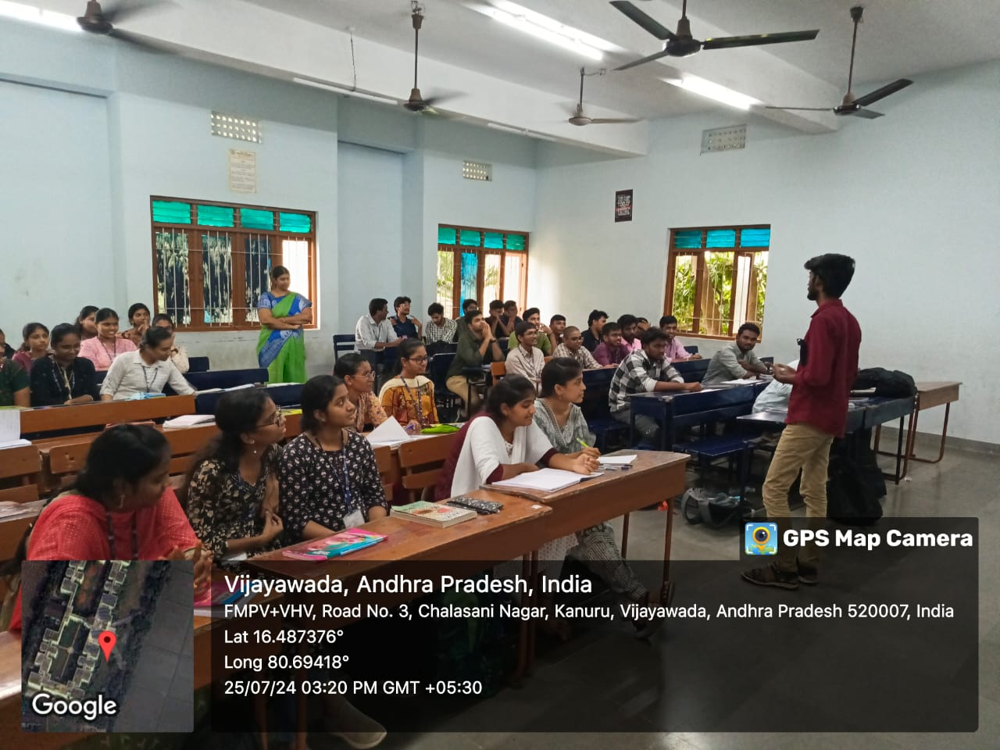 GPS Map Camera
Vijayawada, Andhra Pradesh, India
FMPV+VHV, Road No. 3, Chalasani Nagar, Kanuru, Vijayawada, Andhra Pradesh 520007, India
Lat 16.487376°
Long 80.69418°
25/07/24 03:20 PM GMT +05:30
Google